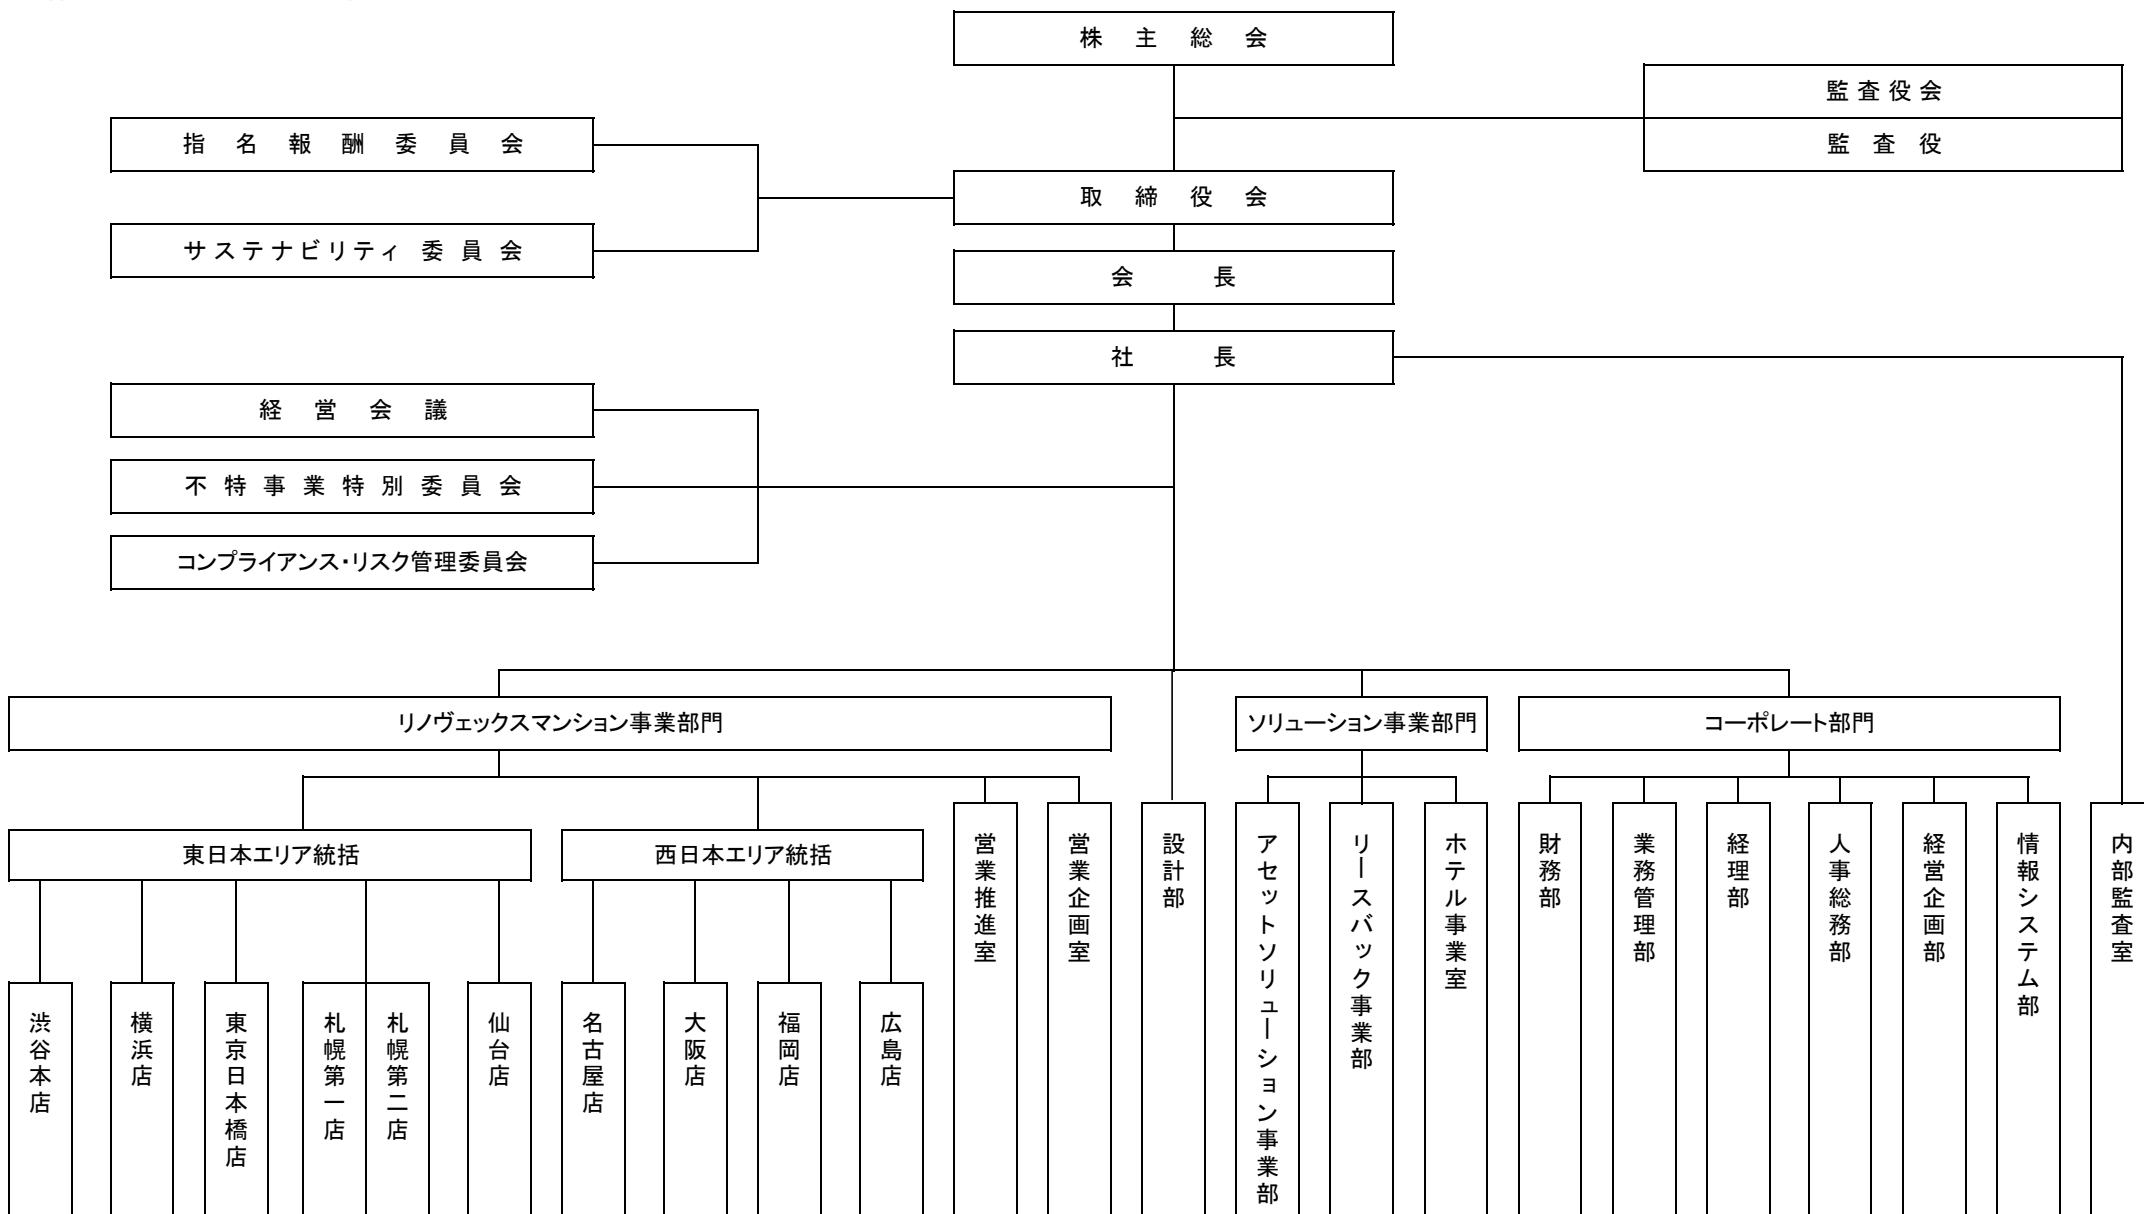 株主総会
監査役会
監査役
指名報酬委員会
取締役会
サステナビリティ委員会
会長
社長
経営会議
不特事業特別委員会
コンプライアンス・リスク管理委員会
リノヴェックスマンション事業部門
ソリューション事業部門
コーポレート部門
東日本エリア統括
西日本エリア統括
営業推進室
営業企画室
設計部
アセットソリューション事業部
リースバック事業部
ホテル事業室
財務部
業務管理部
経理部
人事総務部
経営企画部
情報システム部
内部監査室
渋谷本店
横浜店
東京日本橋店
札幌第一店
札幌第二店
仙台店
名古屋店
大阪店
福岡店
広島店